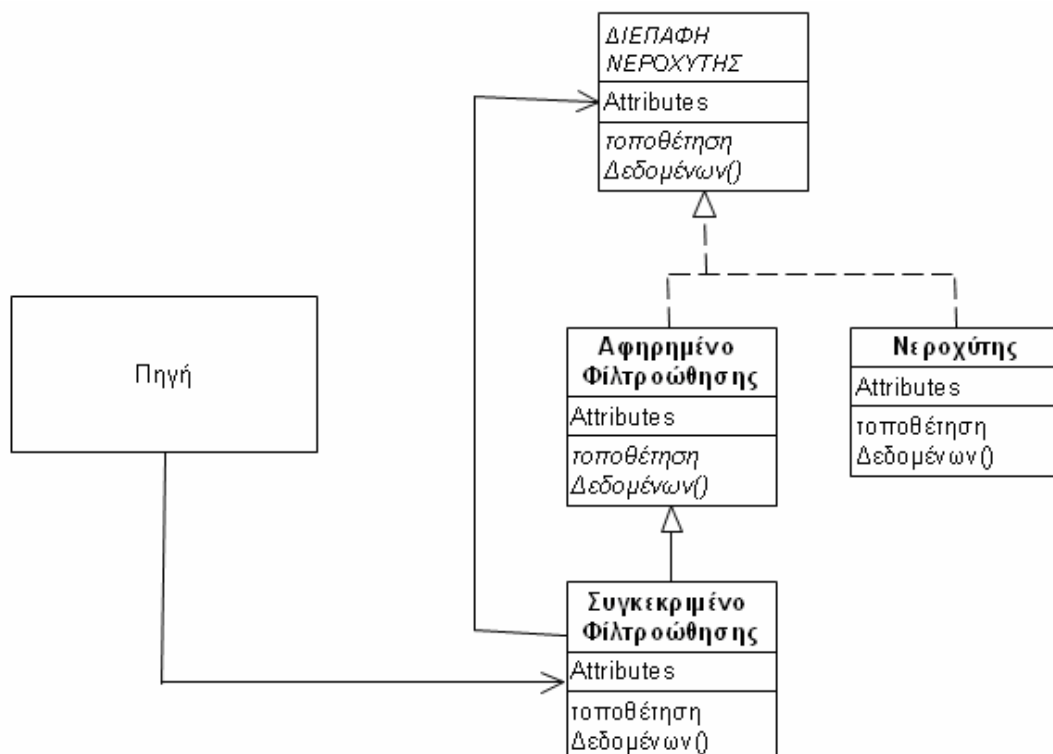 ΔΙΕΠΑΦΗ
ΝΕΡΟΧΥΤΗΣ
Attributes
τοποθέτηση
Δεδομένων()
Πηγή
Αφηρημένο
Φίλτροώθησης
Attributes
τοποθέτηση
Δεδομένων()
Νεροχύτης
Attributes
τοποθέτηση
Δεδομένων()
Συγκεκριμένο
Φίλτροώθησης
Attributes
τοποθέτηση
Δεδομένων()